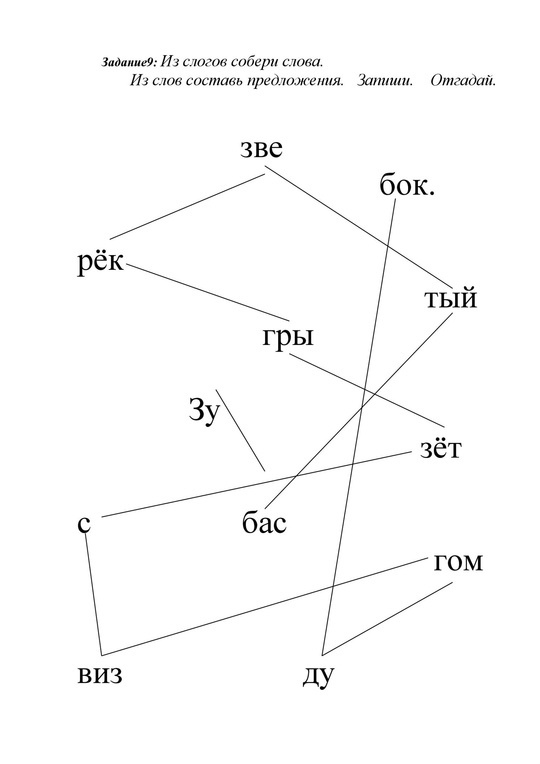 Задание9: Из слогов собери слова.
Из слов составь предложения. Запиши. Отгадай.
зве
бок.
рёк
тый
гры
Зу
зёт
с
бас
гом
виз
ду